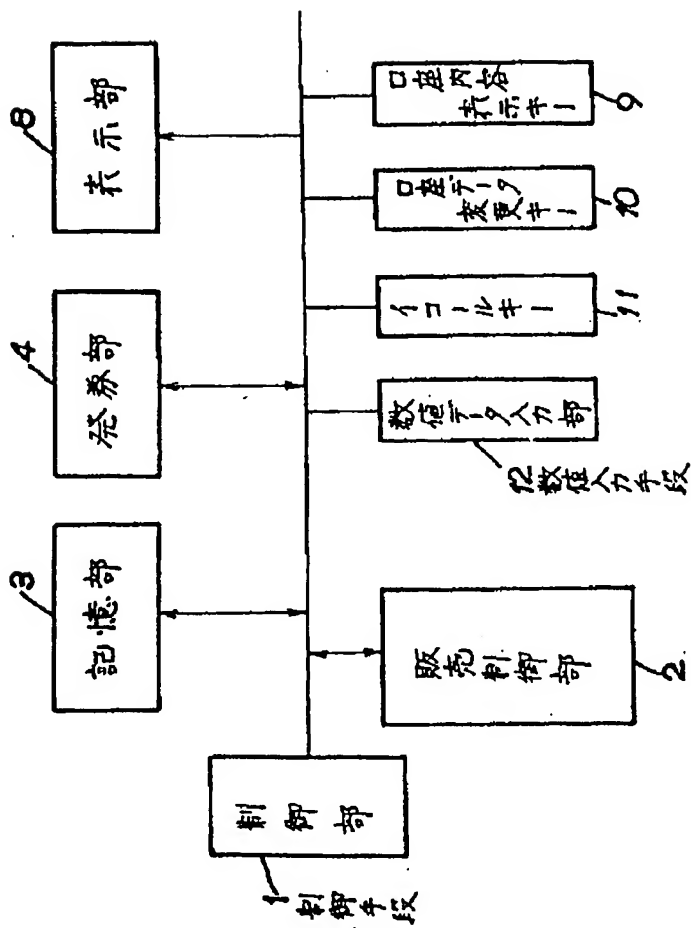 1 制御手段
制御部
3
記憶部
4
発券部
8
表示部
2
販売制御部
12 数値入力手段
数値データ入力部
11
イコールキー
10
口座データ
変更キー
9
口座内容
表示キー